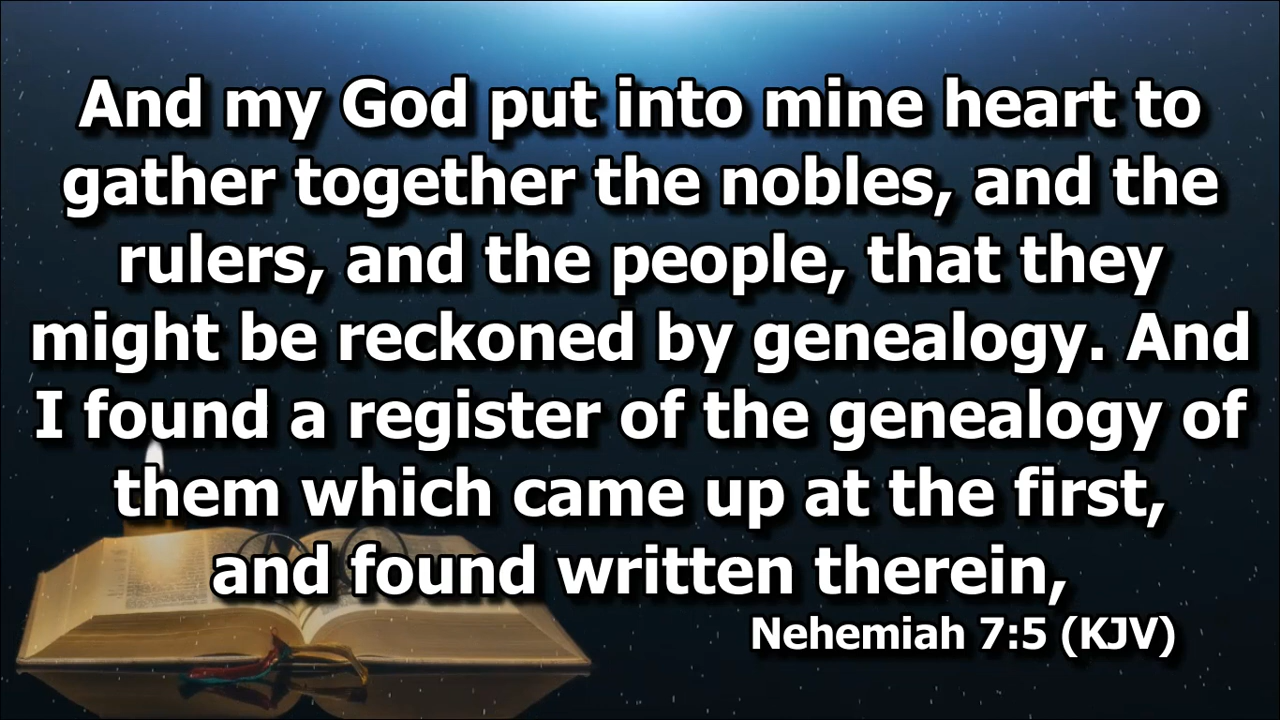 And my God put into mine heart to
gather together the nobles, and the
rulers, and the people, that they
might be reckoned by genealogy. And
I found a register of the genealogy of
them which came up at the first,
and found written therein,
Nehemiah 7:5 (KJV)